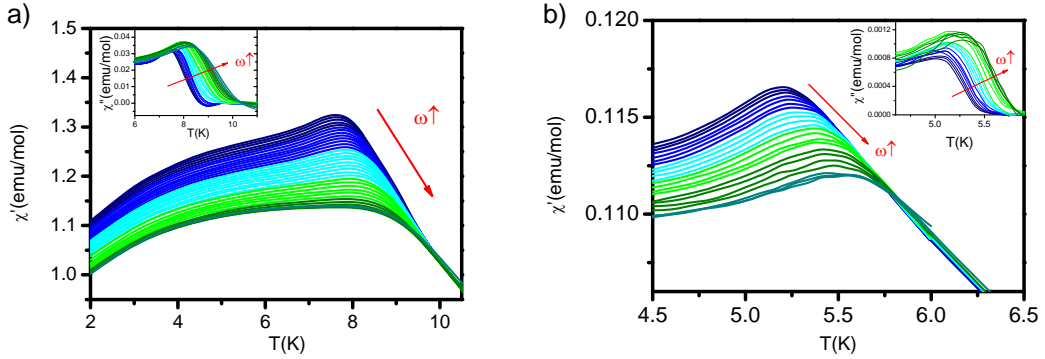 a)
1.5
1.4
1.3
1.2
1.1
1.0
χ'(emu/mol)
2
4
6
8
10
T(K)
ω↑
0.04
0.03
0.02
0.01
0.00
χ''(emu/mol)
6
8
10
T(K)
ω↑
b)
0.120
0.115
0.110
χ'(emu/mol)
4.5
5.0
5.5
6.0
6.5
T(K)
ω↑
0.0012
0.0008
0.0004
0.0000
χ''(emu/mol)
5.0
5.5
T(K)
ω↑